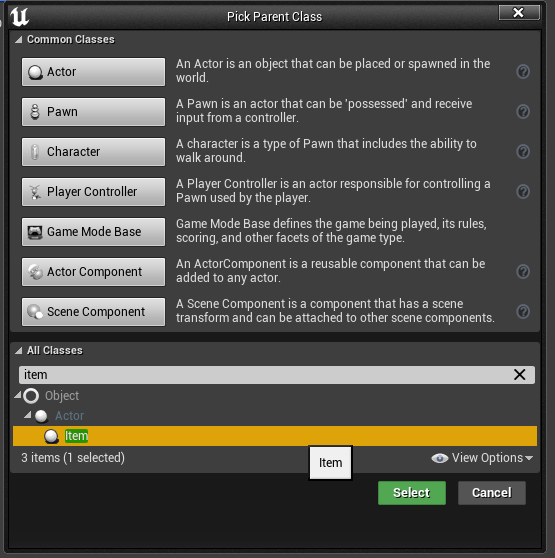 Pick Parent Class
Common Classes
Actor
An Actor is an object that can be placed or spawned in the
world.
Pawn
A Pawn is an actor that can be 'possessed' and receive
input from a controller.
Character
A character is a type of Pawn that includes the ability to
walk around.
Player Controller
A Player Controller is an actor responsible for controlling a
Pawn used by the player.
Game Mode Base
Game Mode Base defines the game being played, its rules,
scoring, and other facets of the game type.
Actor Component
An ActorComponent is a reusable component that can be
added to any actor.
Scene Component
A Scene Component is a component that has a scene
transform and can be attached to other scene components.
All Classes
item
Object
Actor
Item
3 items (1 selected)
Item
View Options
Select
Cancel